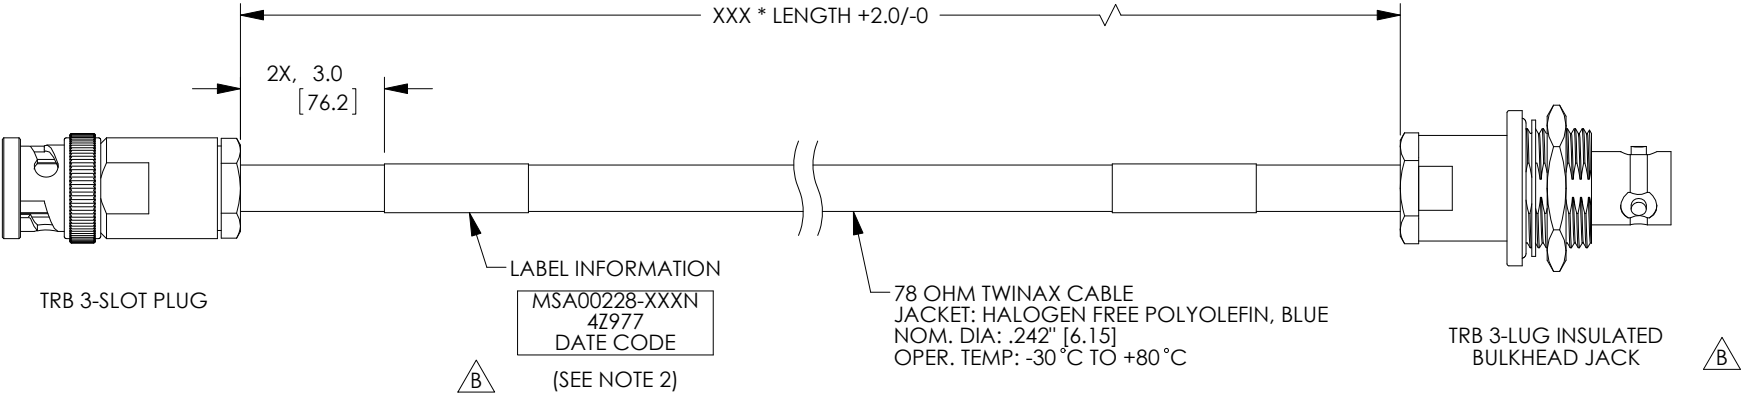 XXX * LENGTH +2.0/-0
2X, 3.0
[76.2]
LABEL INFORMATION
TRB 3-SLOT PLUG
MSA00228-XXXN
4Z977
DATE CODE
(SEE NOTE 2)
B
78 OHM TWINAX CABLE
JACKET: HALOGEN FREE POLYOLEFIN, BLUE
NOM. DIA: .242" [6.15]
OPER. TEMP: -30°C TO +80°C
TRB 3-LUG INSULATED
BULKHEAD JACK
B